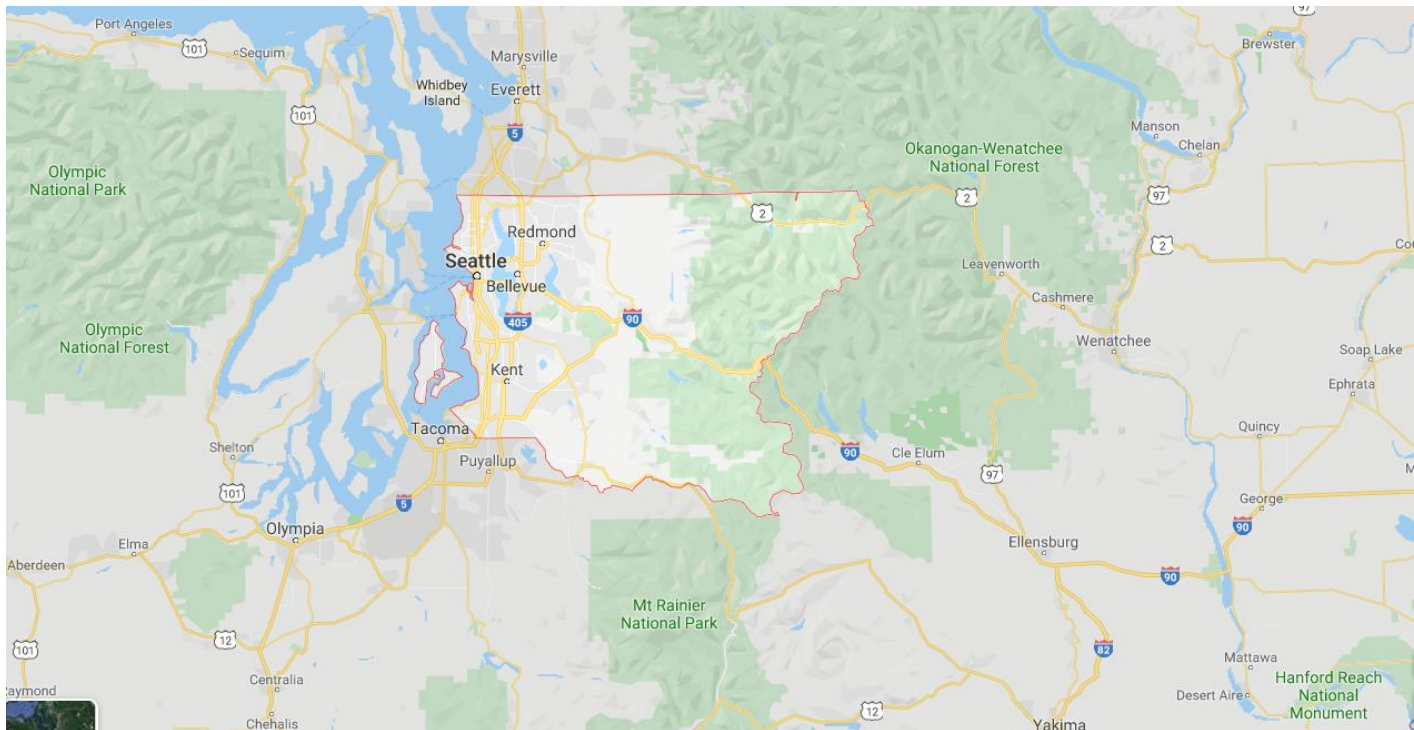 Port Angeles
101
Sequim
Whidbey
Island
Marysville
Everett
5
97
Brewster
101
Manson
Chelan
Olympic
National Park
Okanogan-Wenatchee
National Forest
97
2
2
2
Redmond
Seattle
Bellevue
Leavenworth
Cashmere
405
90
Olympic
National Forest
Wenatchee
Soap Lake
Kent
Ephrata
Tacoma
Quincy
Shelton
Puyallup
90
Cle Elum
97
101
5
George
Olympia
90
Elma
Ellensburg
Aberdeen
90
Mt Rainier
National Park
12
101
82
Mattawa
Centralia
Hanford Reach
National
Monument
Desert Aire
Raymond
12
Chehalis
Yakima